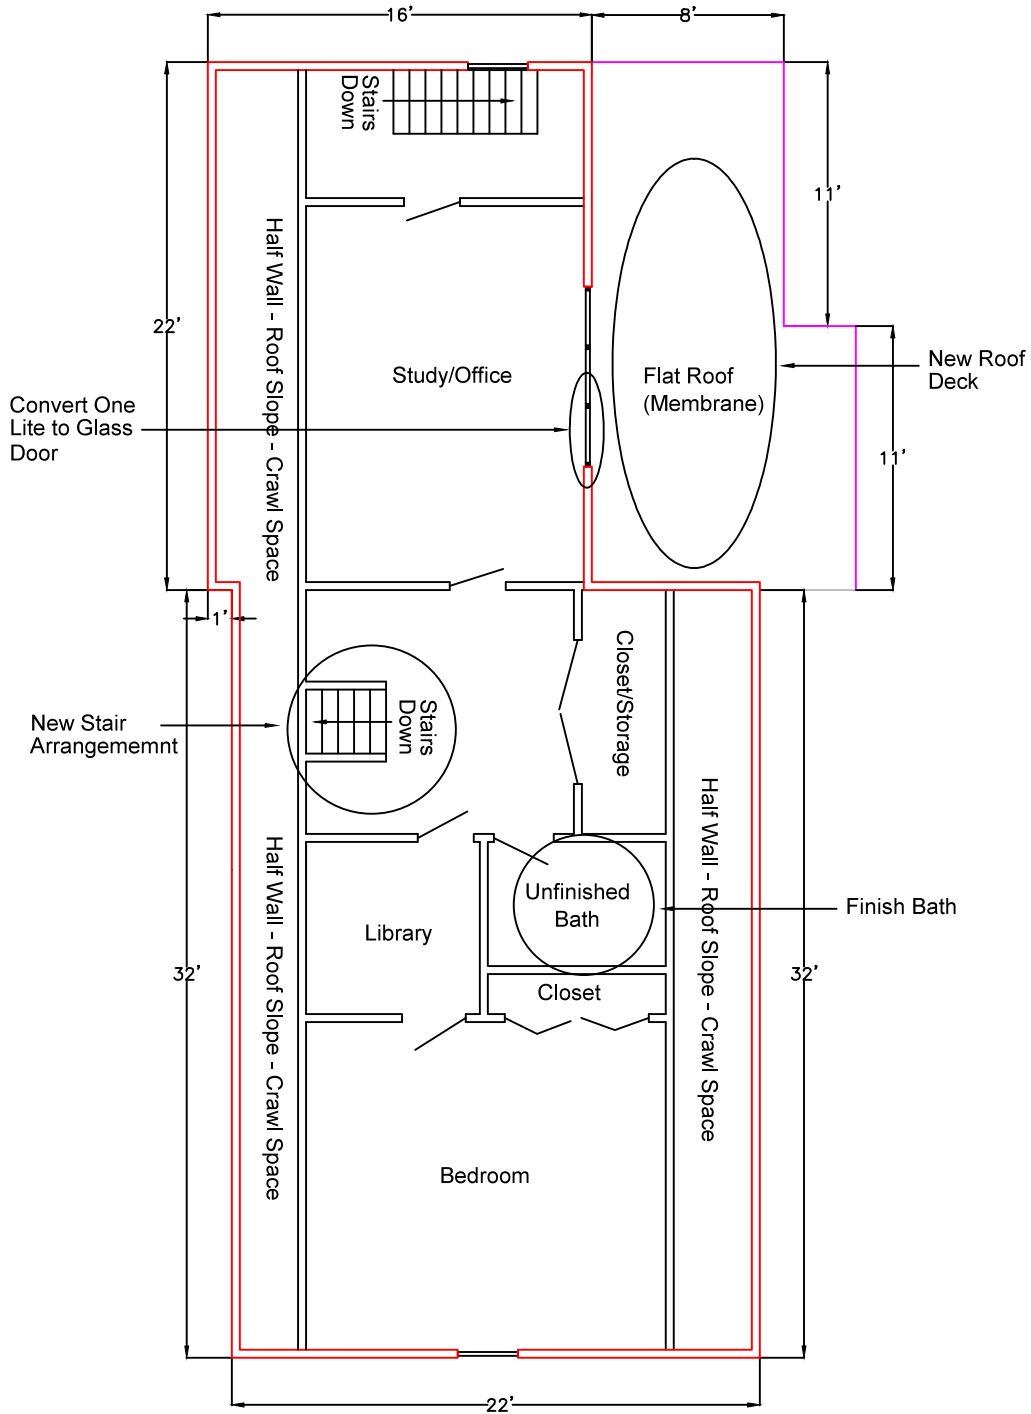 16'
8'
Stairs
Down
11'
Half Wall - Roof Slope - Crawl Space
22'
Study/Office
Flat Roof
(Membrane)
New Roof
Deck
Convert One
Lite to Glass
Door
11'
1'
Closet/Storage
New Stair
Arrangememnt
Stairs
Down
Half Wall - Roof Slope - Crawl Space
Half Wall - Roof Slope - Crawl Space
Unfinished
Bath
Finish Bath
Library
32'
32'
Closet
Bedroom
22'